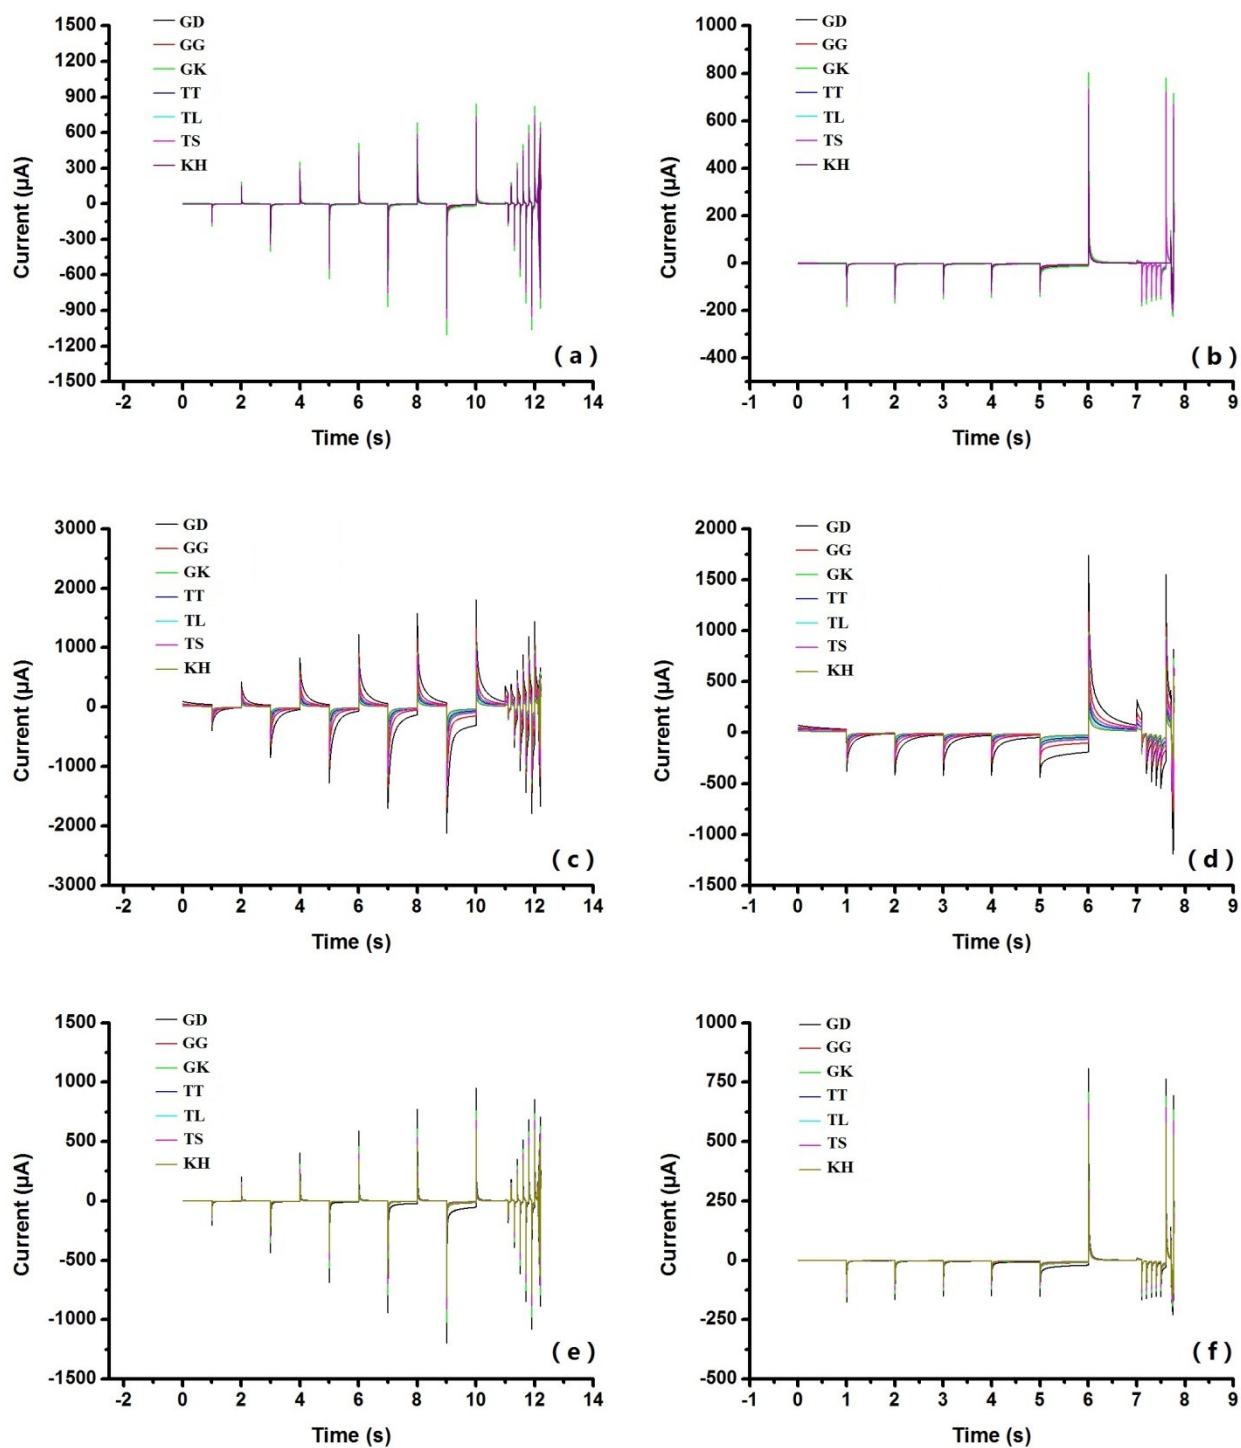 1500
1200
900
600
300
0
-300
-600
-900
-1200
-1500
Current (μA)
GD
GG
GK
TT
TL
TS
KH
( a )
-2 0 2 4 6 8 10 12 14
Time (s)
1000
800
600
400
200
0
-200
-400
Current (μA)
GD
GG
GK
TT
TL
TS
KH
( b )
-1 0 1 2 3 4 5 6 7 8 9
Time (s)
3000
2000
1000
0
-1000
-2000
-3000
Current (μA)
GD
GG
GK
TT
TL
TS
KH
( c )
-2 0 2 4 6 8 10 12 14
Time (s)
2000
1500
1000
500
0
-500
-1000
-1500
Current (μA)
GD
GG
GK
TT
TL
TS
KH
( d )
-1 0 1 2 3 4 5 6 7 8 9
Time (s)
1500
1000
500
0
-500
-1000
-1500
Current (μA)
GD
GG
GK
TT
TL
TS
KH
( e )
-2 0 2 4 6 8 10 12 14
Time (s)
1000
750
500
250
0
-250
-500
Current (μA)
GD
GG
GK
TT
TL
TS
KH
( f )
-1 0 1 2 3 4 5 6 7 8 9
Time (s)